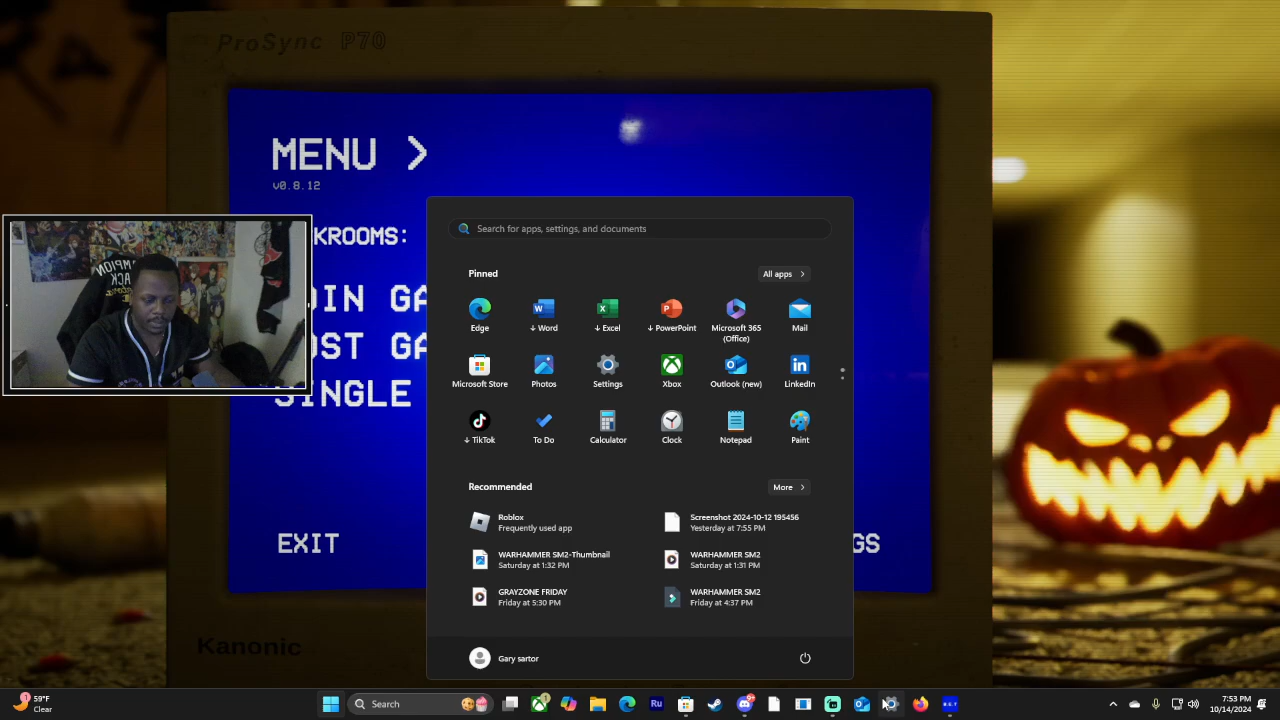 ProSync P70
MENU >
v0.8.12
KROOMS:
HOST GA
SINGLE
EXIT
GS
Kanonic
CHAMPION
JACK
Search for apps, settings, and documents
Pinned
All apps >
Edge
↓ Word
↓ Excel
↓ PowerPoint
Microsoft 365
(Office)
Mail
Microsoft Store
Photos
Settings
Xbox
Outlook (new)
LinkedIn
↓ TikTok
To Do
Calculator
Clock
Notepad
Paint
Recommended
More >
Roblox
Frequently used app
Screenshot 2024-10-12 195456
Yesterday at 7:55 PM
WARHAMMER SM2-Thumbnail
Saturday at 1:32 PM
WARHAMMER SM2
Saturday at 1:31 PM
GRAYZONE FRIDAY
Friday at 5:30 PM
WARHAMMER SM2
Friday at 4:37 PM
Gary sartor
59°F
Clear
Search
Ru
7:53 PM
10/14/2024